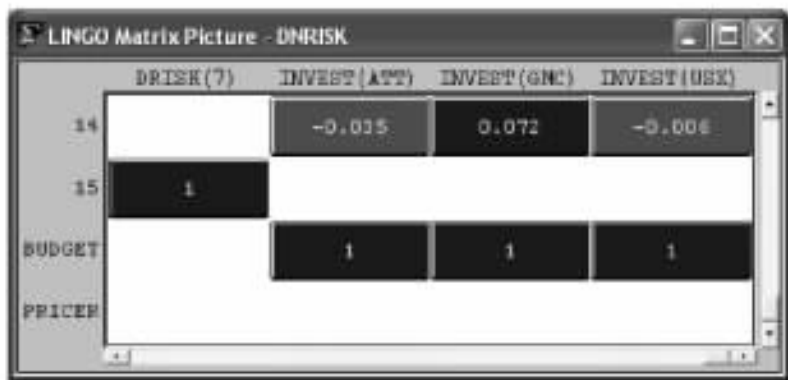 LINGO Matrix Picture - DNRISK
DRISK(7) INVEST(ATT) INVEST(GMC) INVEST(USX)
14 -0.035 0.072 -0.006
15 1
BUDGET 1 1 1
PRICER